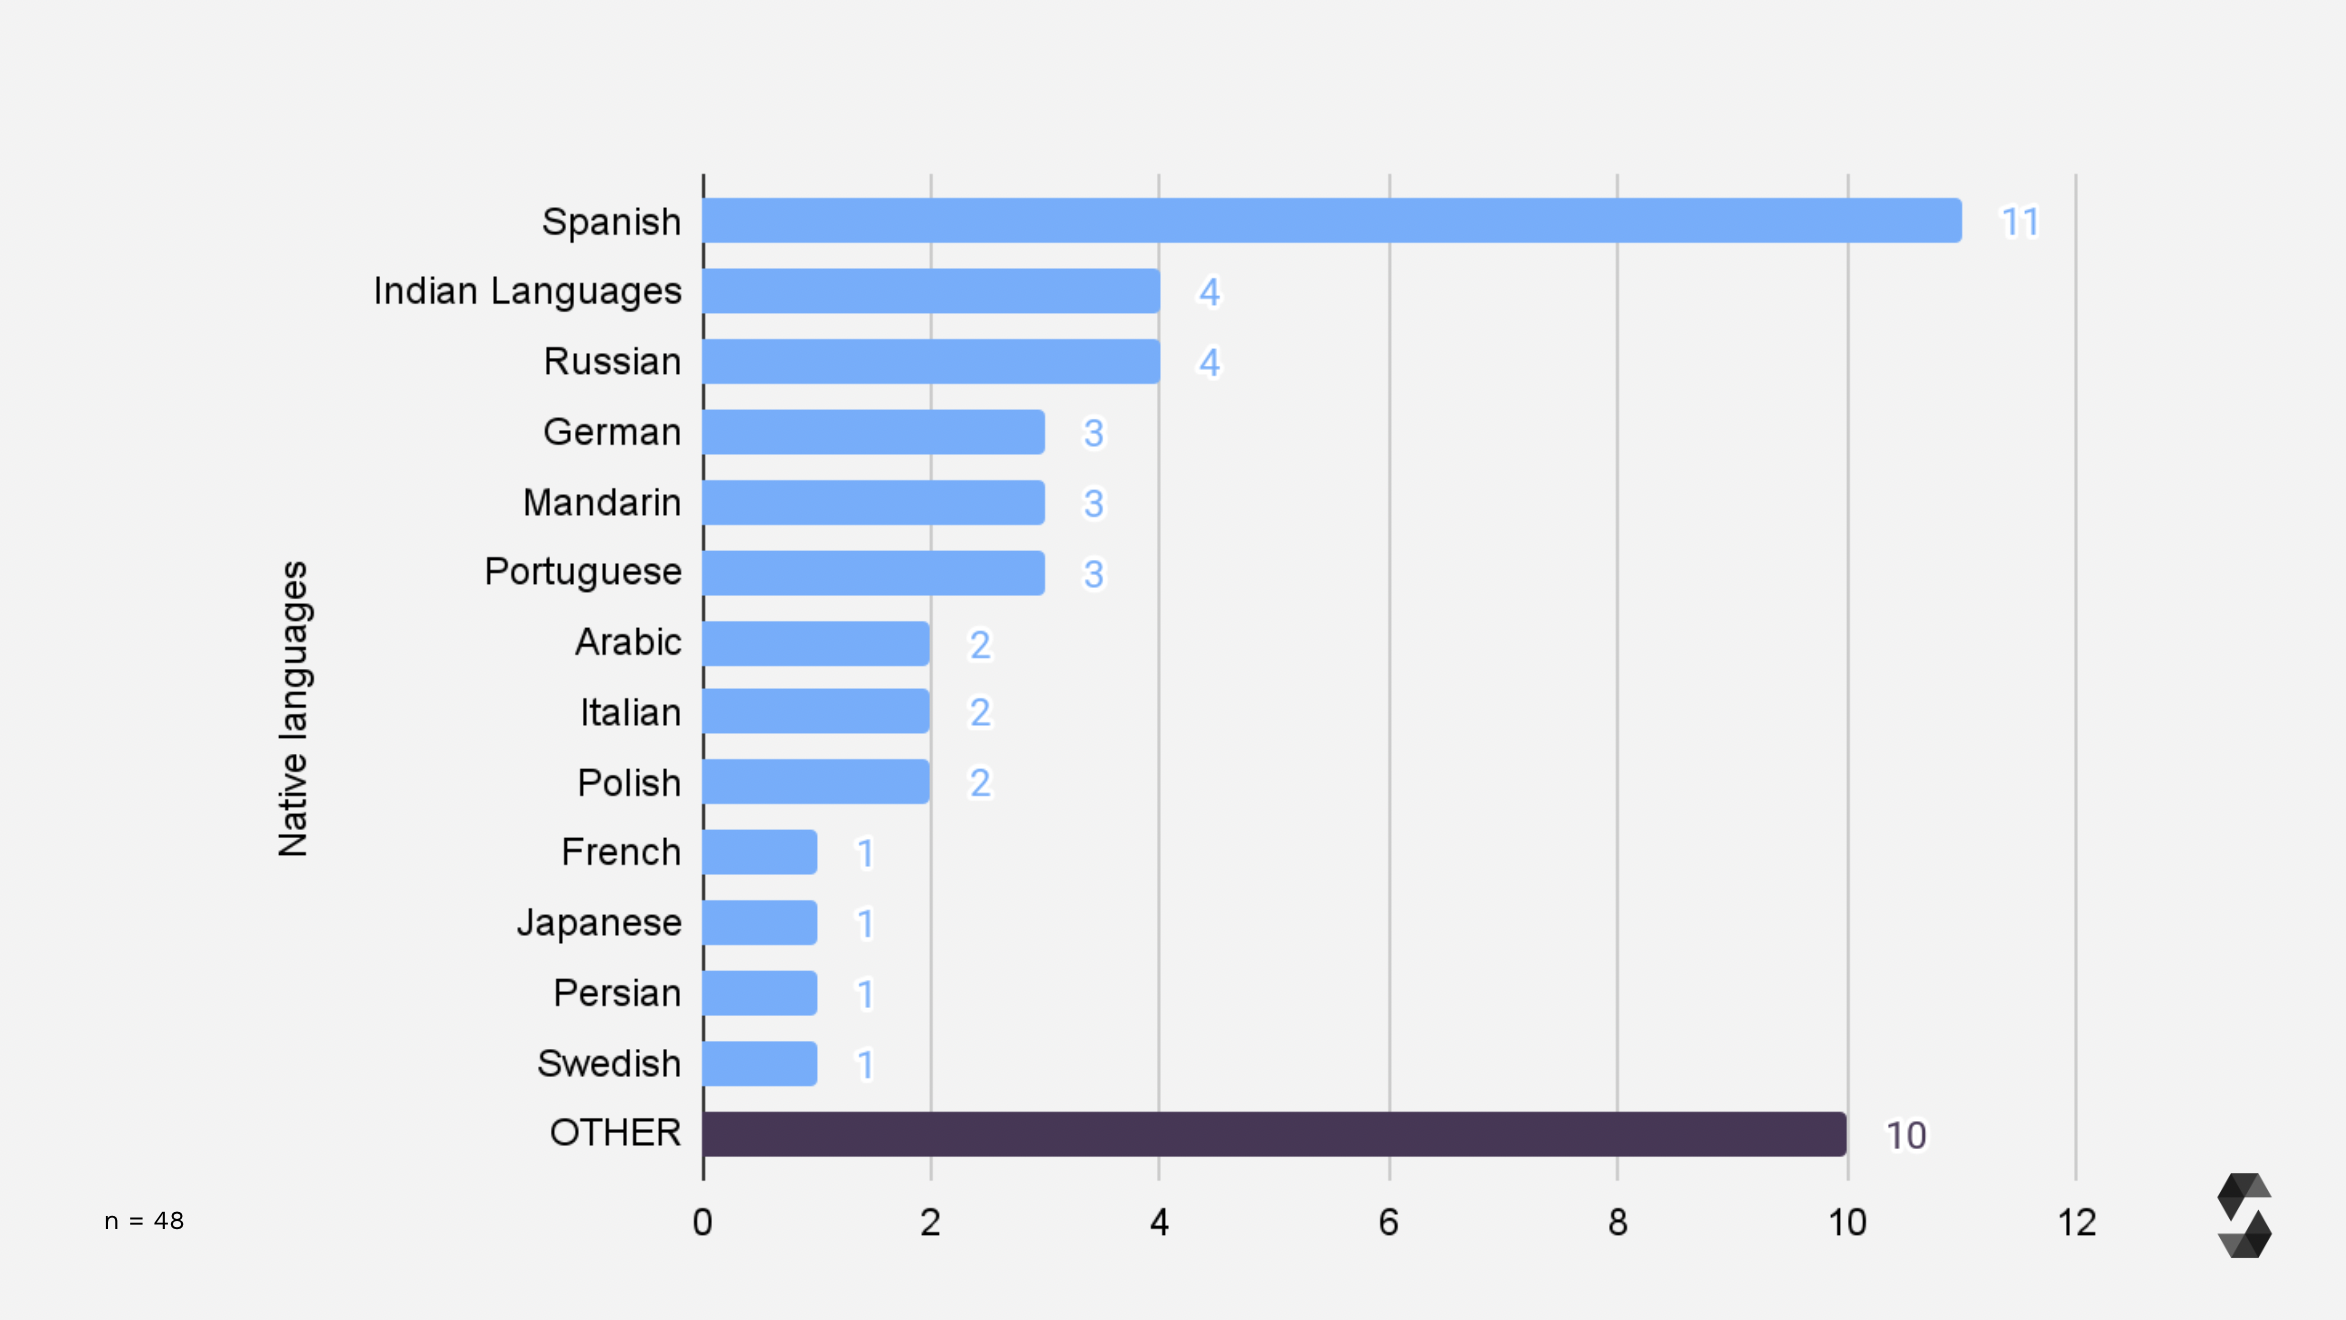 Native languages
Spanish 11
Indian Languages 4
Russian 4
German 3
Mandarin 3
Portuguese 3
Arabic 2
Italian 2
Polish 2
French 1
Japanese 1
Persian 1
Swedish 1
OTHER 10
0 2 4 6 8 10 12
n = 48